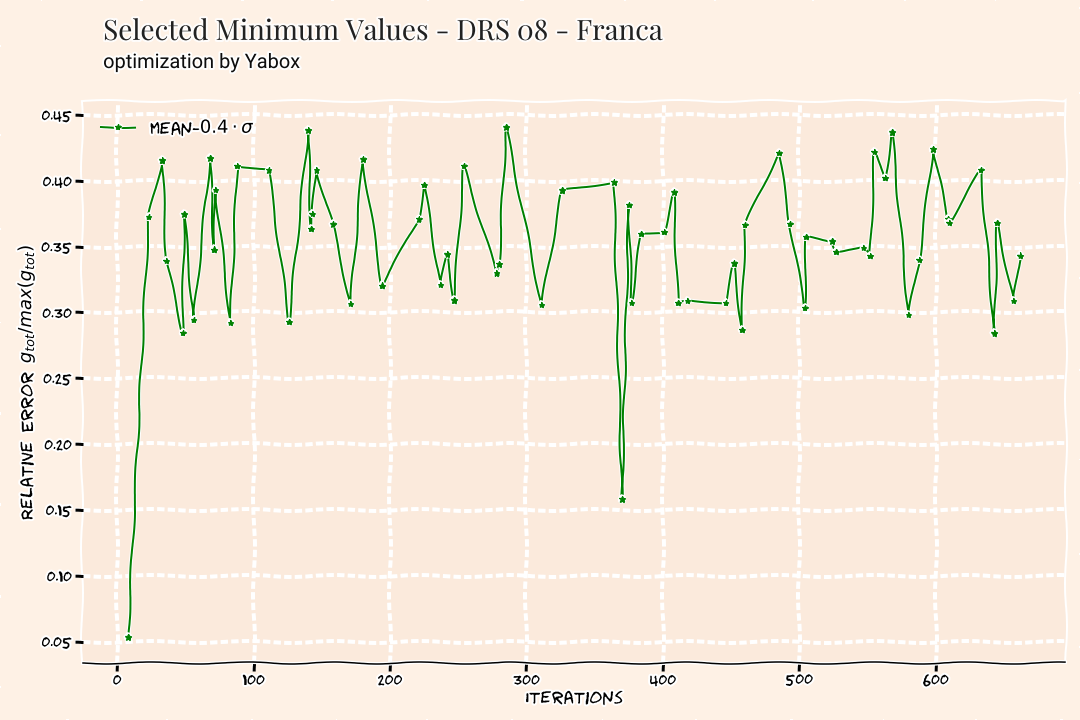 Selected Minimum Values - DRS 08 - Franca
optimization by Yabox
MEAN-0.4 · σ
RELATIVE ERROR g_tot/max(g_tot)
0.45
0.40
0.35
0.30
0.25
0.20
0.15
0.10
0.05
0 100 200 300 400 500 600
ITERATIONS